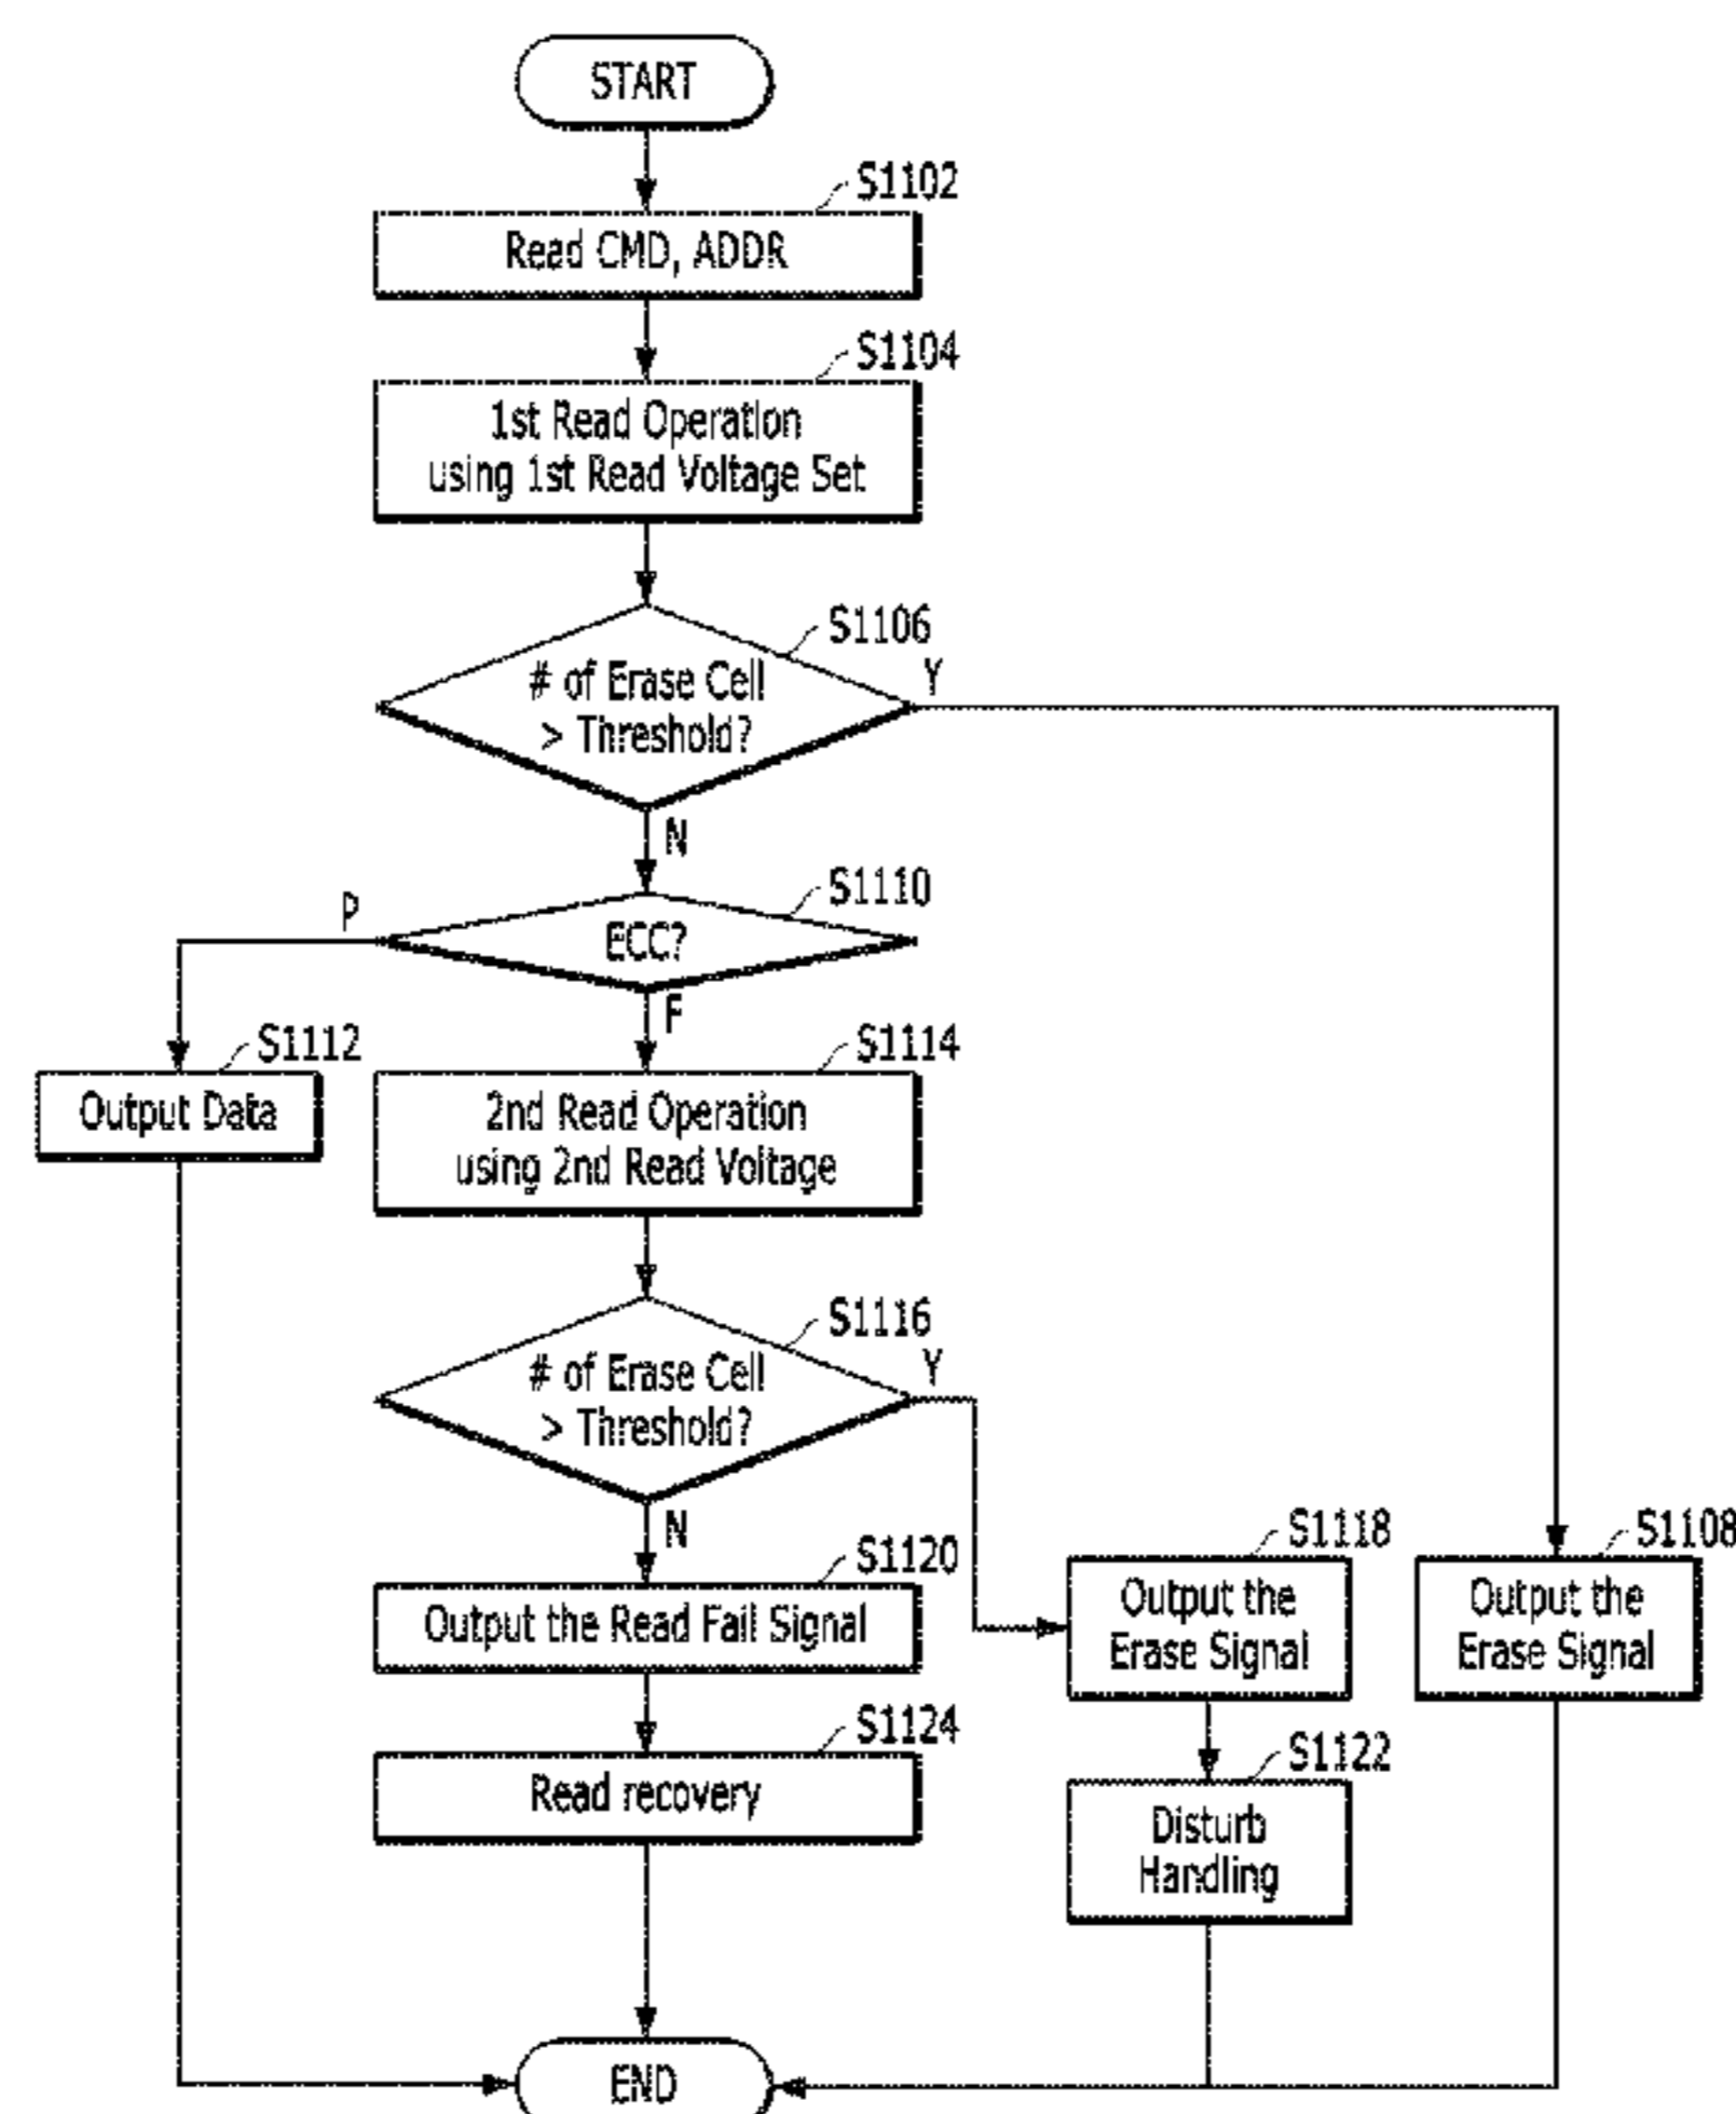 START
S1102
Read CMD, ADDR
S1104
1st Read Operation
using 1st Read Voltage Set
S1106
# of Erase Cell
> Threshold?
Y
N
S1110
P
ECC?
F
S1112
Output Data
S1114
2nd Read Operation
using 2nd Read Voltage
S1116
# of Erase Cell
> Threshold?
Y
N
S1120
Output the Read Fail Signal
S1118
Output the
Erase Signal
S1108
Output the
Erase Signal
S1124
Read recovery
S1122
Disturb
Handling
END